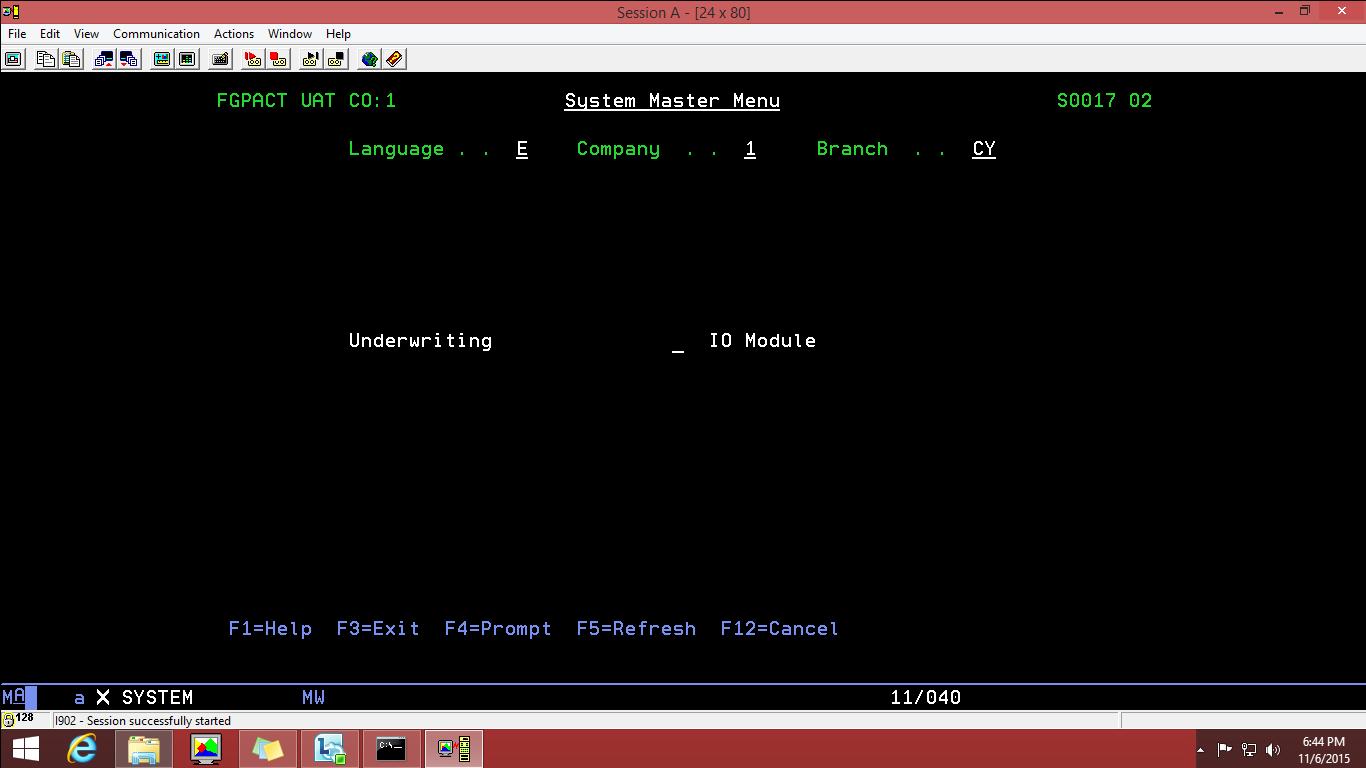 Session A - [24 x 80]
File Edit View Communication Actions Window Help
FGPACT UAT CO:1 System Master Menu S0017 02
Language . . E Company . . 1 Branch . . CY
Underwriting _ IO Module
F1=Help F3=Exit F4=Prompt F5=Refresh F12=Cancel
MA a X SYSTEM MW 11/040
128 I902 - Session successfully started
C:\_
6:44 PM
11/6/2015